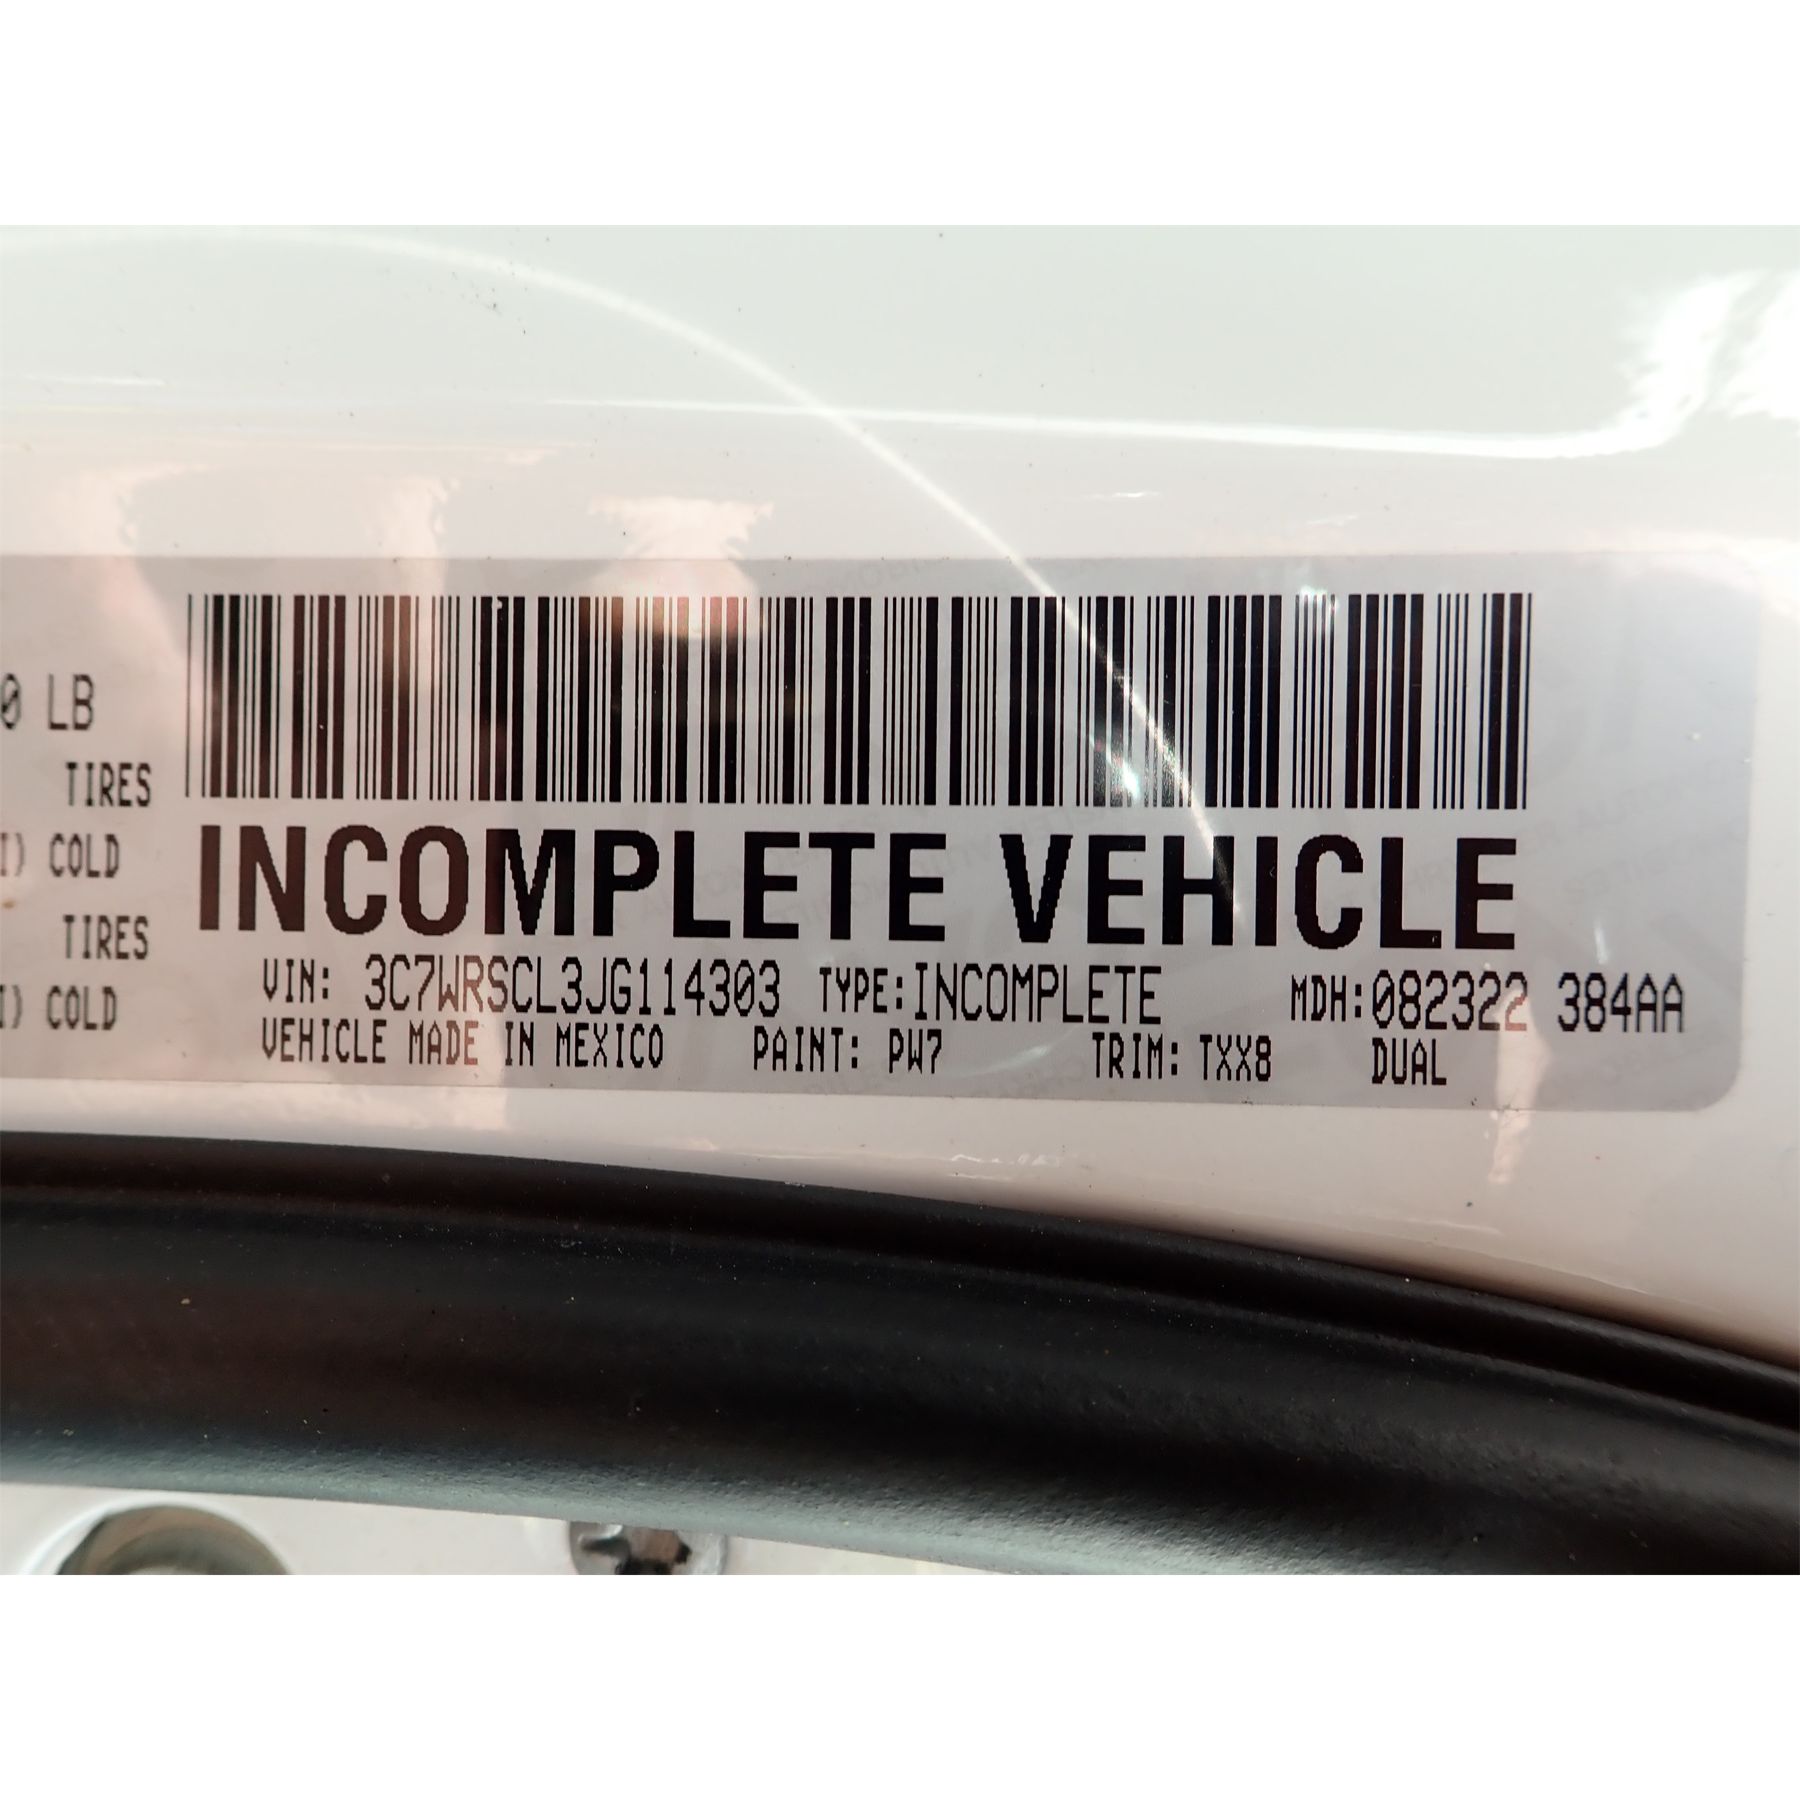 0 LB
TIRES
I) COLD
TIRES
I) COLD
INCOMPLETE VEHICLE
VIN: 3C7WRSCL3JG114303 TYPE: INCOMPLETE MDH: 082322 384AA
VEHICLE MADE IN MEXICO PAINT: PW7 TRIM: TXX8 DUAL